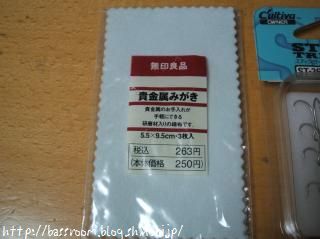 無印良品
貴金属みがき
貴金属のお手入れが
手軽にできる
研磨材入りの綿布です。
5.5×9.5cm・3枚入
税込 263円
(本体価格 250円)
Cultiva
OWNER
ST
http://bassroom.blog.shinobi.jp/